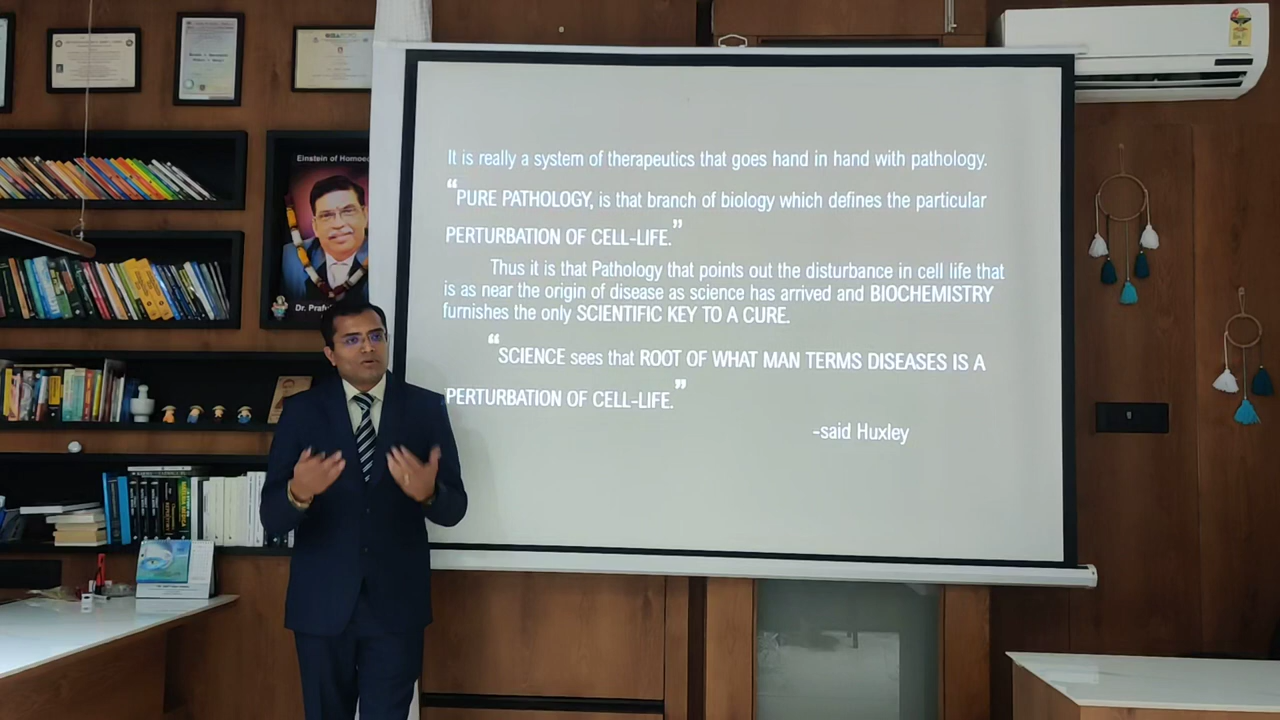 Einstein of Homoeo
Dr. Praful
It is really a system of therapeutics that goes hand in hand with pathology.
“PURE PATHOLOGY, is that branch of biology which defines the particular
PERTURBATION OF CELL-LIFE.”
Thus it is that Pathology that points out the disturbance in cell life that
is as near the origin of disease as science has arrived and BIOCHEMISTRY
furnishes the only SCIENTIFIC KEY TO A CURE.
“SCIENCE sees that ROOT OF WHAT MAN TERMS DISEASES IS A
PERTURBATION OF CELL-LIFE.”
-said Huxley